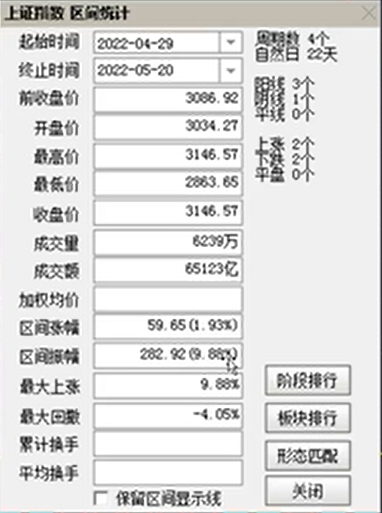 上证指数 区间统计
起始时间 2022-04-29
周期数 4个
自然日 22天
终止时间 2022-05-20
阳线 3个
阴线 1个
平线 0个
前收盘价 3086.92
开盘价 3034.27
上涨 2个
下跌 2个
平盘 0个
最高价 3146.57
最低价 2863.65
收盘价 3146.57
成交量 6239万
成交额 65123亿
加权均价
区间涨幅 59.65(1.93%)
区间振幅 282.92(9.88%)
最大上涨 9.88%
阶段排行
最大回撤 -4.05%
板块排行
累计换手
形态匹配
平均换手
关闭
保留区间显示线